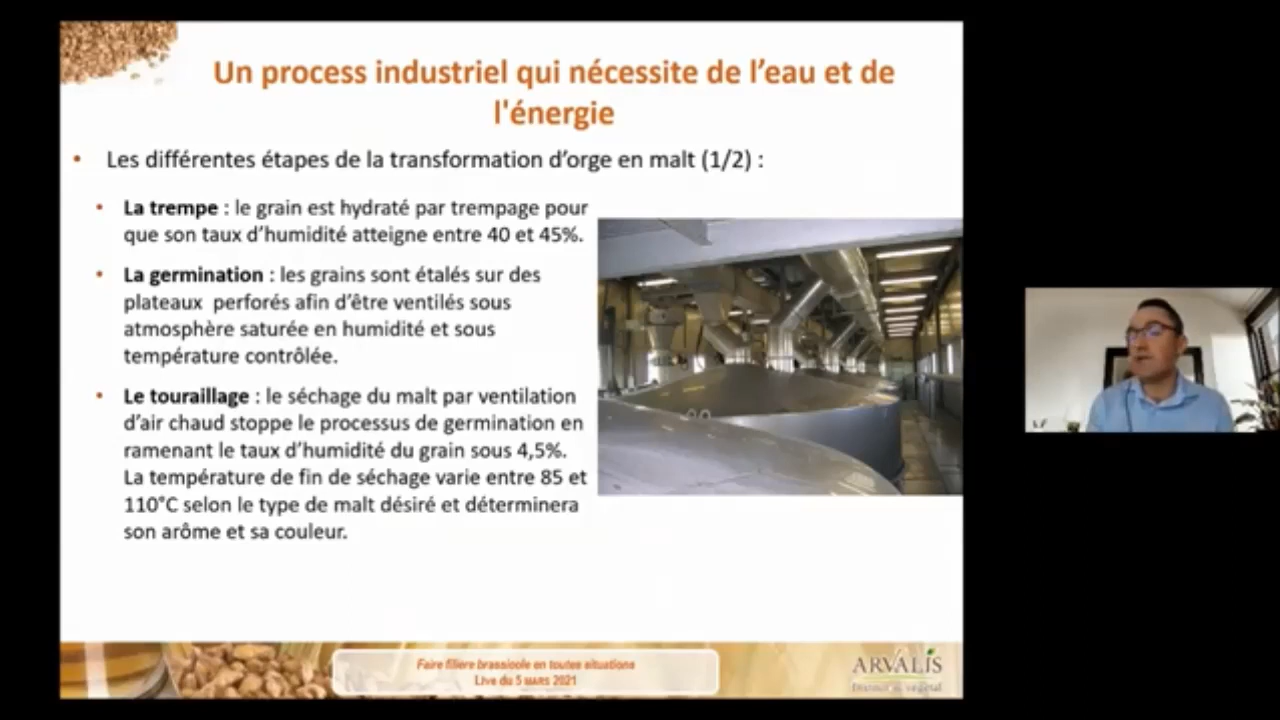 Un process industriel qui nécessite de l’eau et de
l'énergie
• Les différentes étapes de la transformation d’orge en malt (1/2) :
• La trempe : le grain est hydraté par trempage pour
que son taux d’humidité atteigne entre 40 et 45%.
• La germination : les grains sont étalés sur des
plateaux perforés afin d’être ventilés sous
atmosphère saturée en humidité et sous
température contrôlée.
• Le touraillage : le séchage du malt par ventilation
d’air chaud stoppe le processus de germination en
ramenant le taux d’humidité du grain sous 4,5%.
La température de fin de séchage varie entre 85 et
110°C selon le type de malt désiré et déterminera
son arôme et sa couleur.
Faire filière brassicole en toutes situations
Live du 5 mars 2021
ARVALIS
Institut du végétal